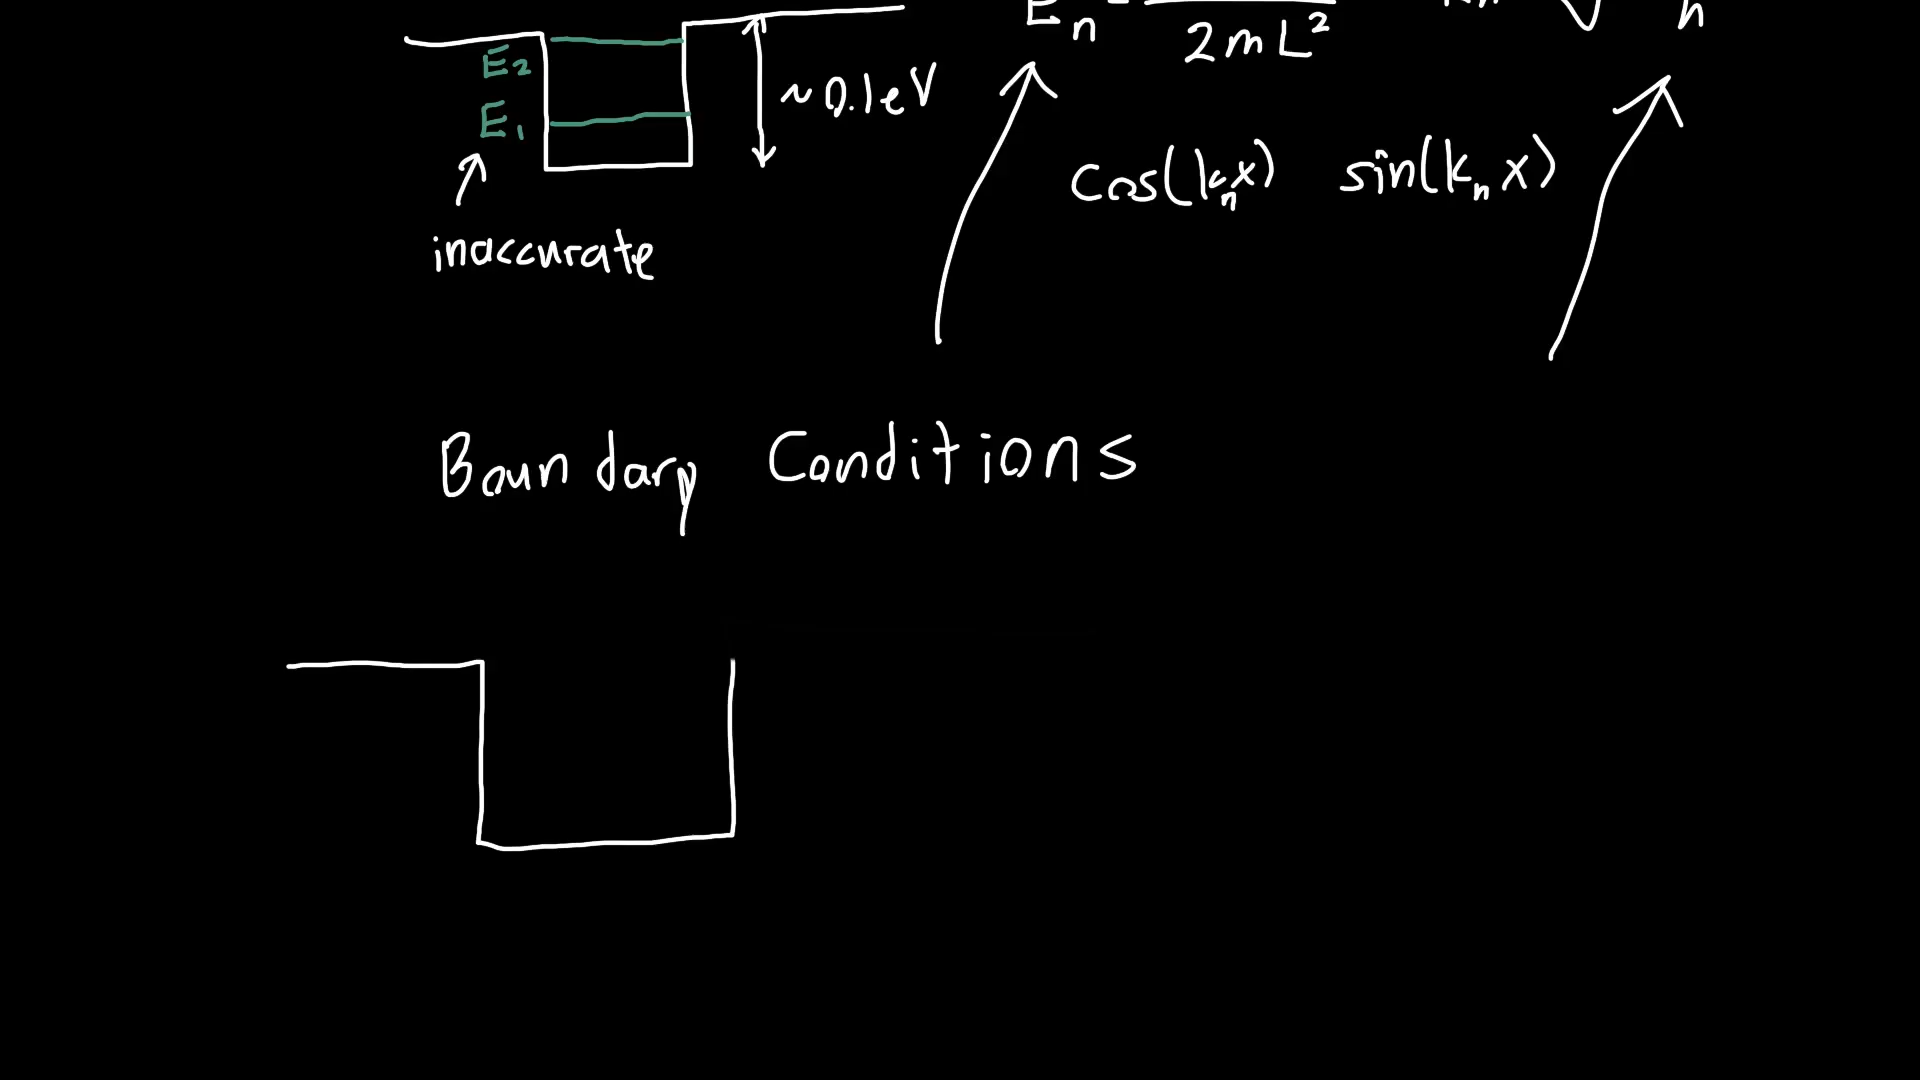 E₂
E₁
~0.1eV
inaccurate
Eₙ
2mL²
cos(kₙx) sin(kₙx)
Boundary Conditions